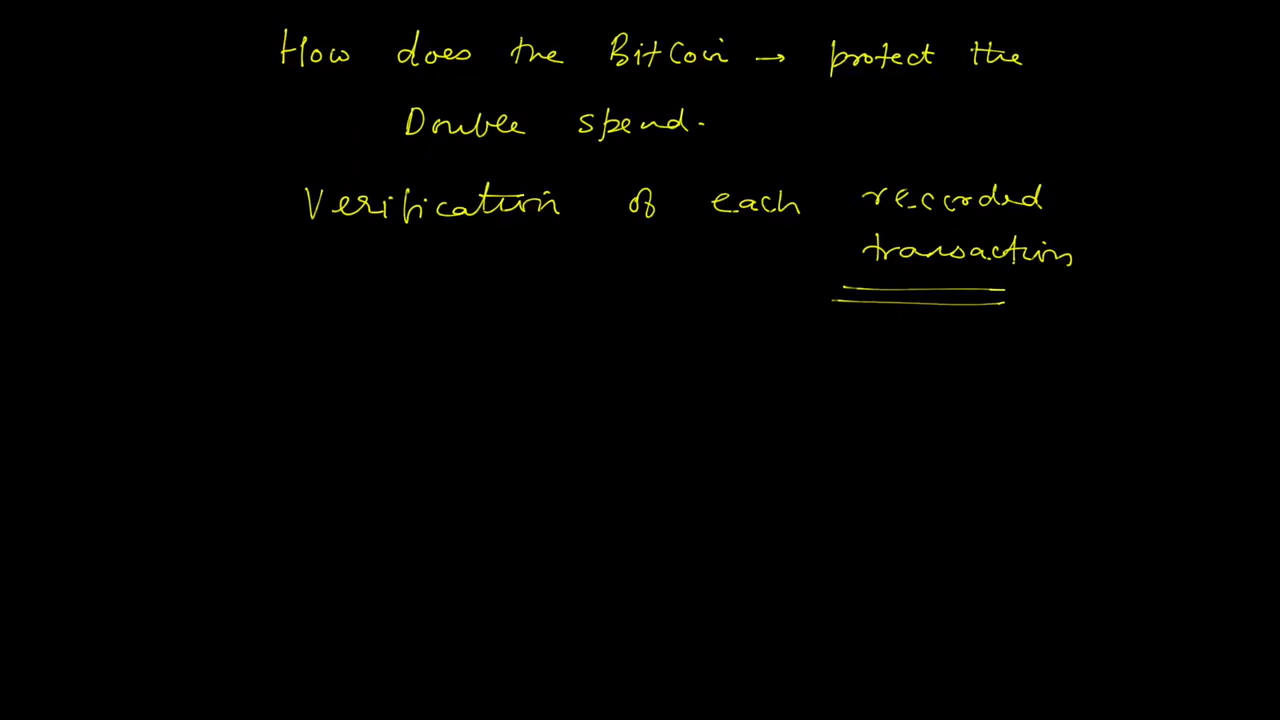 How does the BitCoin → protect the
Double spend.
Verification of each recorded
transaction